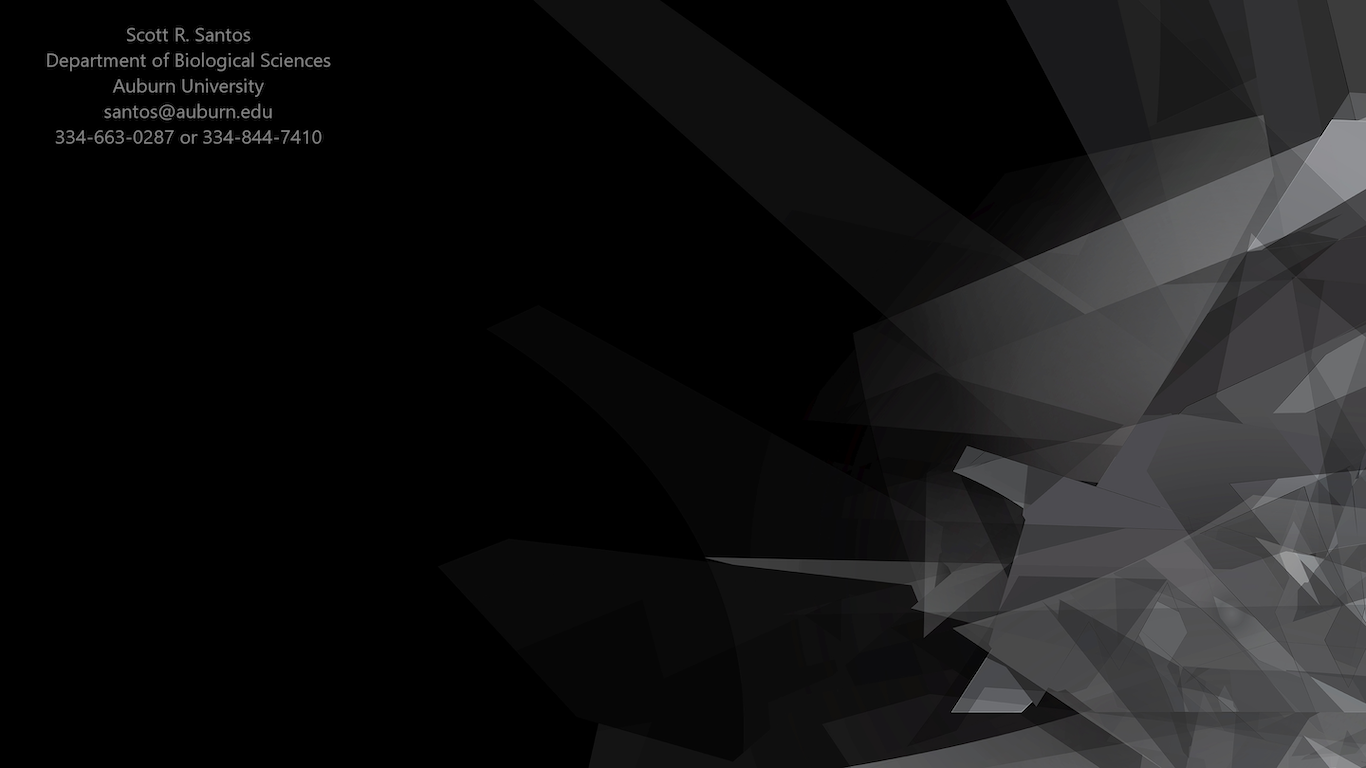 Scott R. Santos
Department of Biological Sciences
Auburn University
santos@auburn.edu
334-663-0287 or 334-844-7410